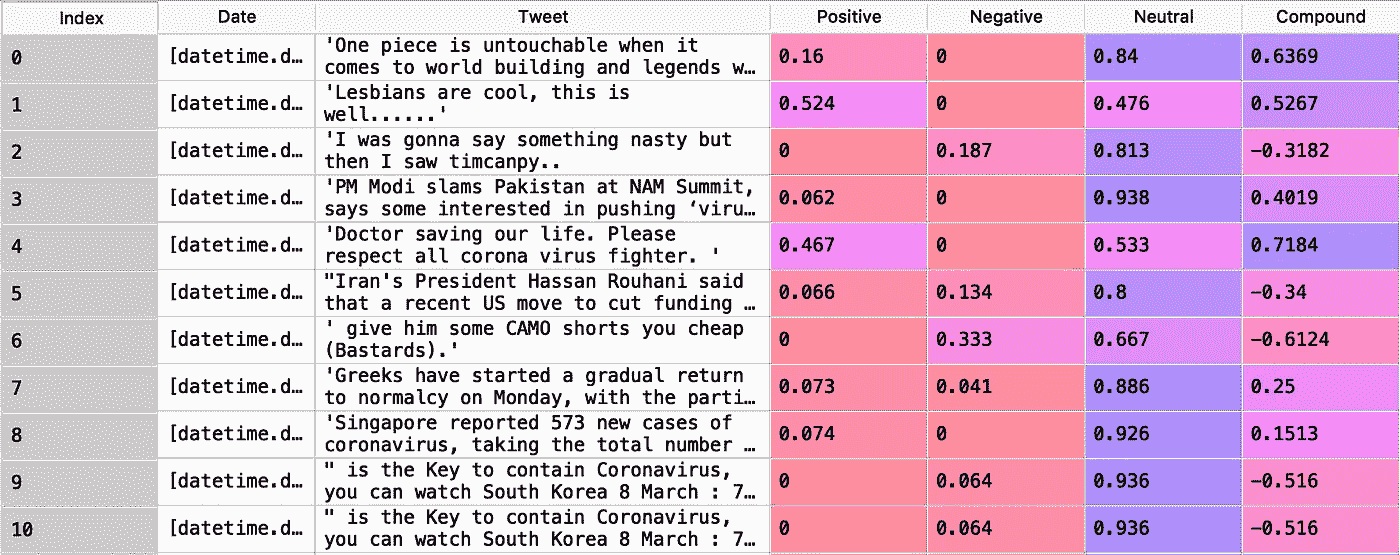 Index Date Tweet Positive Negative Neutral Compound
0 [datetime.d… 'One piece is untouchable when it 0.16 0 0.84 0.6369
comes to world building and legends w…
1 [datetime.d… 'Lesbians are cool, this is 0.524 0 0.476 0.5267
well......'
2 [datetime.d… 'I was gonna say something nasty but 0 0.187 0.813 −0.3182
then I saw timcanpy..
3 [datetime.d… 'PM Modi slams Pakistan at NAM Summit, 0.062 0 0.938 0.4019
says some interested in pushing ‘viru…
4 [datetime.d… 'Doctor saving our life. Please 0.467 0 0.533 0.7184
respect all corona virus fighter. '
5 [datetime.d… "Iran's President Hassan Rouhani said 0.066 0.134 0.8 −0.34
that a recent US move to cut funding …
6 [datetime.d… ' give him some CAMO shorts you cheap 0 0.333 0.667 −0.6124
(Bastards).'
7 [datetime.d… 'Greeks have started a gradual return 0.073 0.041 0.886 0.25
to normalcy on Monday, with the parti…
8 [datetime.d… 'Singapore reported 573 new cases of 0.074 0 0.926 0.1513
coronavirus, taking the total number …
9 [datetime.d… " is the Key to contain Coronavirus, 0 0.064 0.936 −0.516
you can watch South Korea 8 March : 7…
10 [datetime.d… " is the Key to contain Coronavirus, 0 0.064 0.936 −0.516
you can watch South Korea 8 March : 7…